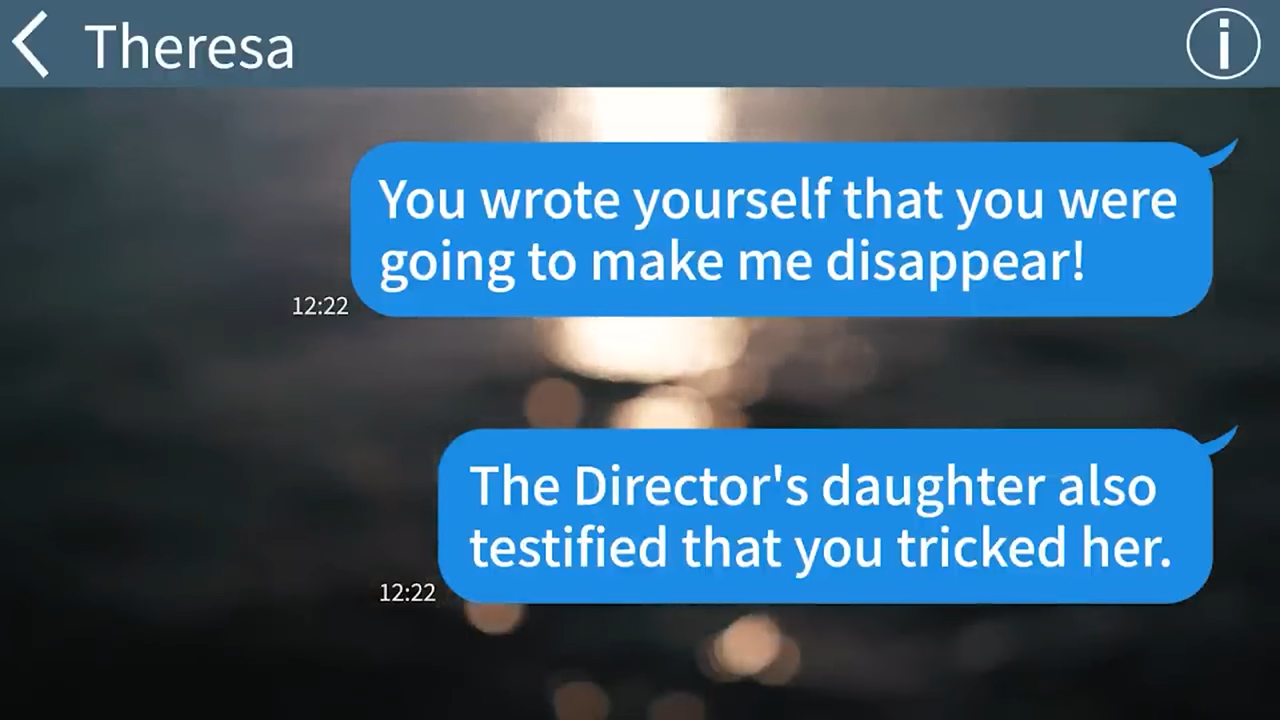 Theresa
You wrote yourself that you were
going to make me disappear!
12:22
The Director's daughter also
testified that you tricked her.
12:22